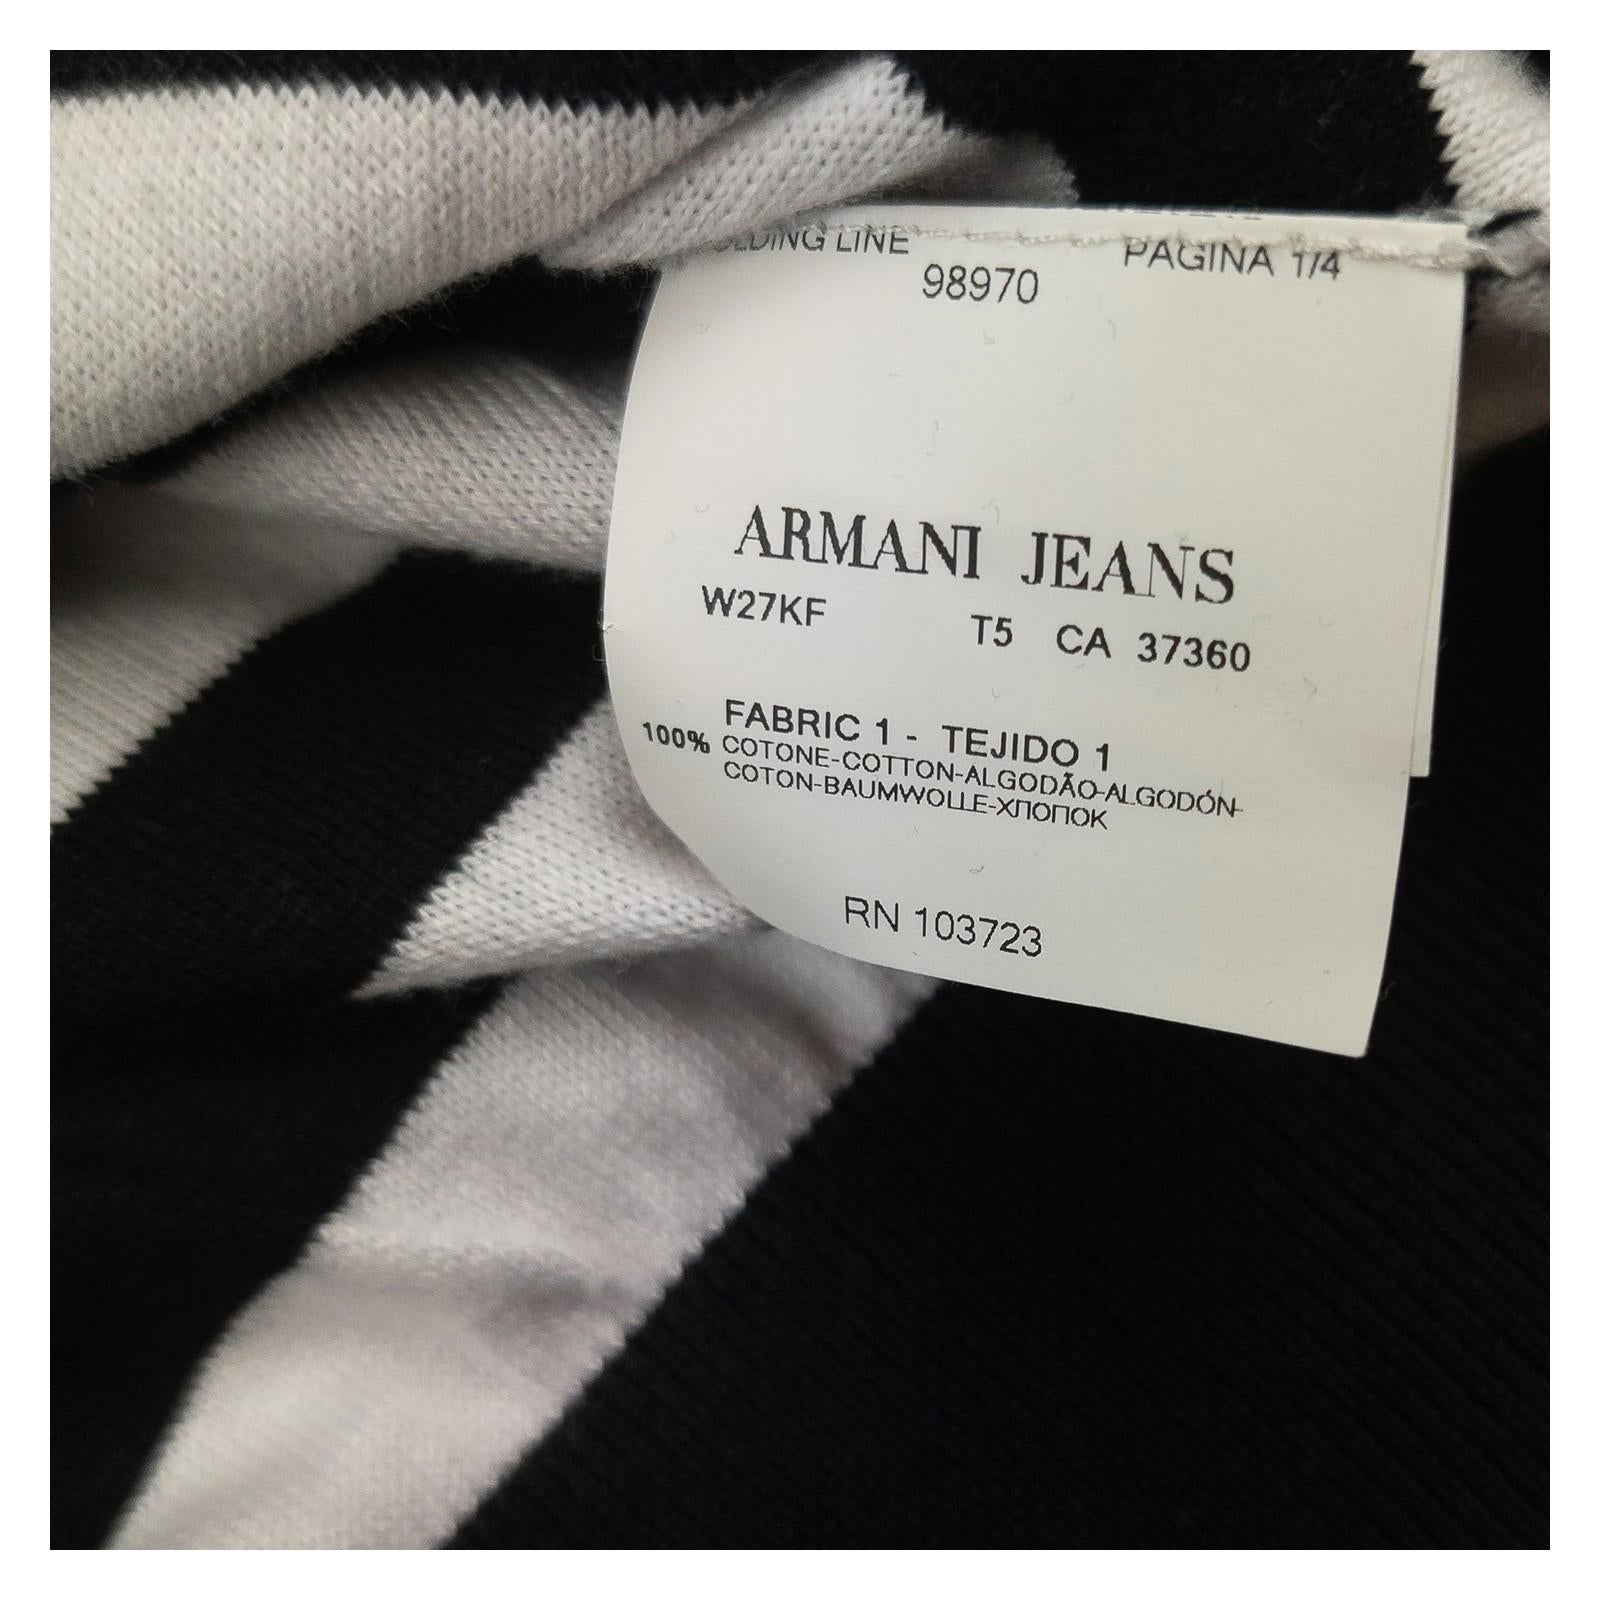 LINE PAGINA 1/4
98970
ARMANI JEANS
W27KF T5 CA 37360
FABRIC 1 - TEJIDO 1
100% COTONE-COTTON-ALGODÃO-ALGODÓN-
COTON-BAUMWOLLE-ХЛОПОК
RN 103723